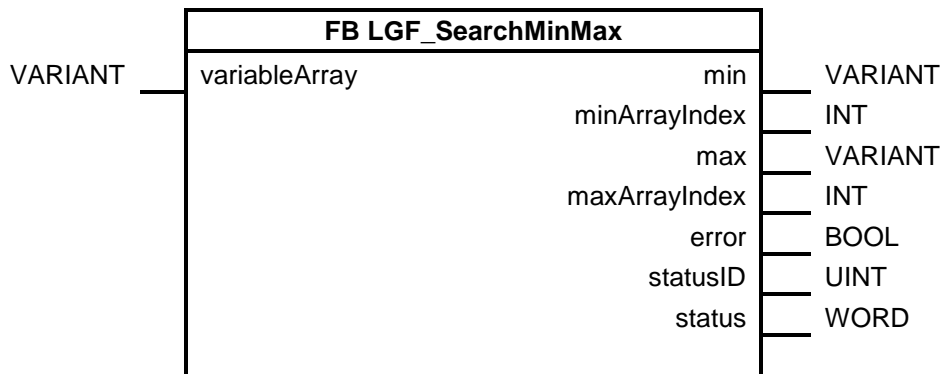 FB LGF_SearchMinMax
VARIANT variableArray min VARIANT
minArrayIndex INT
max VARIANT
maxArrayIndex INT
error BOOL
statusID UINT
status WORD